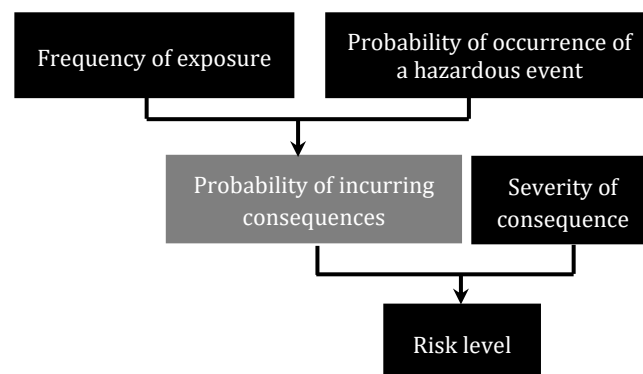 Frequency of exposure
Probability of occurrence of
a hazardous event
Probability of incurring
consequences
Severity of
consequence
Risk level